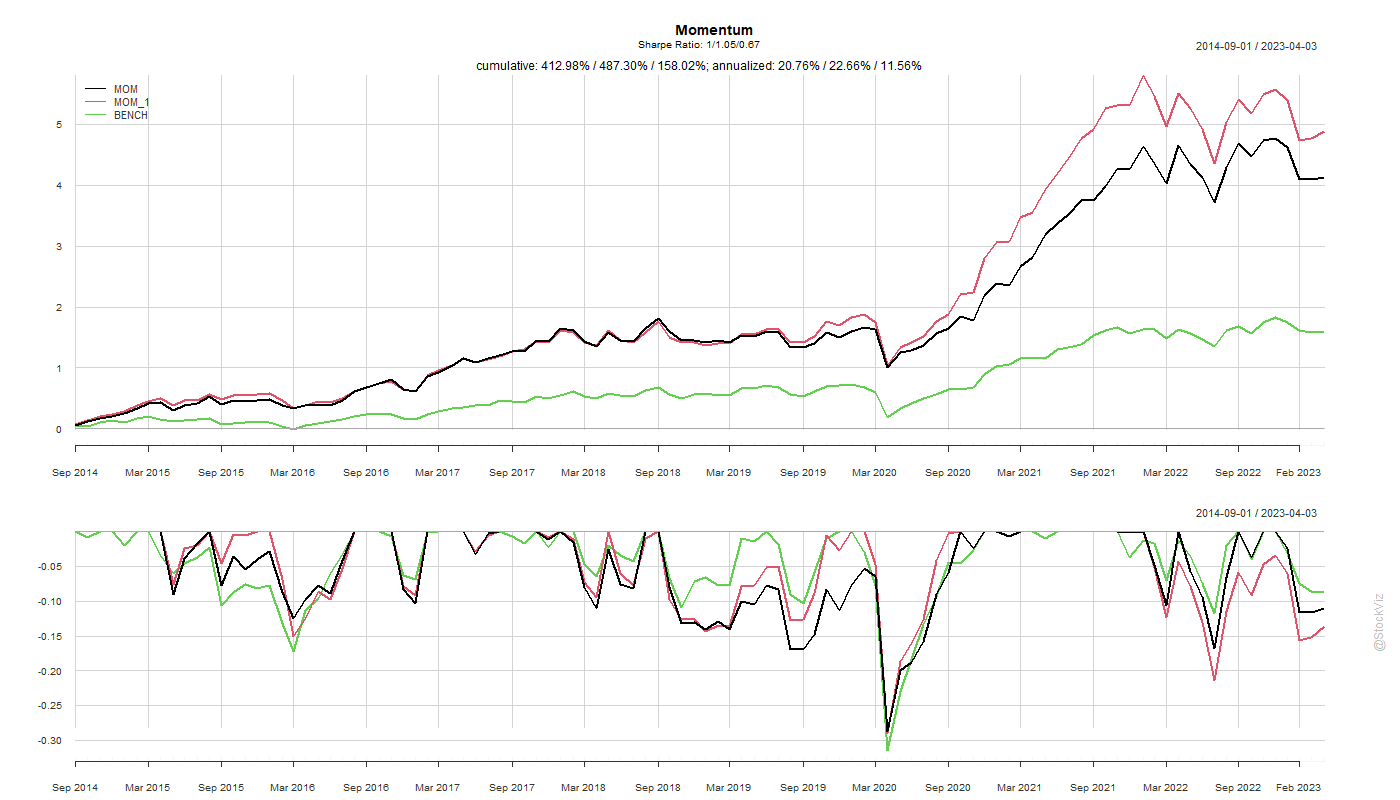 Momentum
Sharpe Ratio: 1/1.05/0.67
2014-09-01 / 2023-04-03
cumulative: 412.98% / 487.30% / 158.02%; annualized: 20.76% / 22.66% / 11.56%
MOM
MOM_1
BENCH
5
4
3
2
1
0
Sep 2014 Mar 2015 Sep 2015 Mar 2016 Sep 2016 Mar 2017 Sep 2017 Mar 2018 Sep 2018 Mar 2019 Sep 2019 Mar 2020 Sep 2020 Mar 2021 Sep 2021 Mar 2022 Sep 2022 Feb 2023
2014-09-01 / 2023-04-03
-0.05
-0.10
-0.15
-0.20
-0.25
-0.30
Sep 2014 Mar 2015 Sep 2015 Mar 2016 Sep 2016 Mar 2017 Sep 2017 Mar 2018 Sep 2018 Mar 2019 Sep 2019 Mar 2020 Sep 2020 Mar 2021 Sep 2021 Mar 2022 Sep 2022 Feb 2023
@StockViz